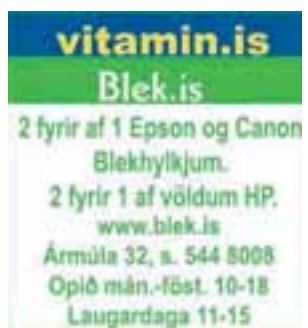 vitamin.is
Blek.is
2 fyrir af 1 Epson og Canon
Blekhylkjum.
2 fyrir 1 af völdum HP.
www.blek.is
Ármúla 32, s. 544 8008
Opið mán.-föst. 10-18
Laugardaga 11-15